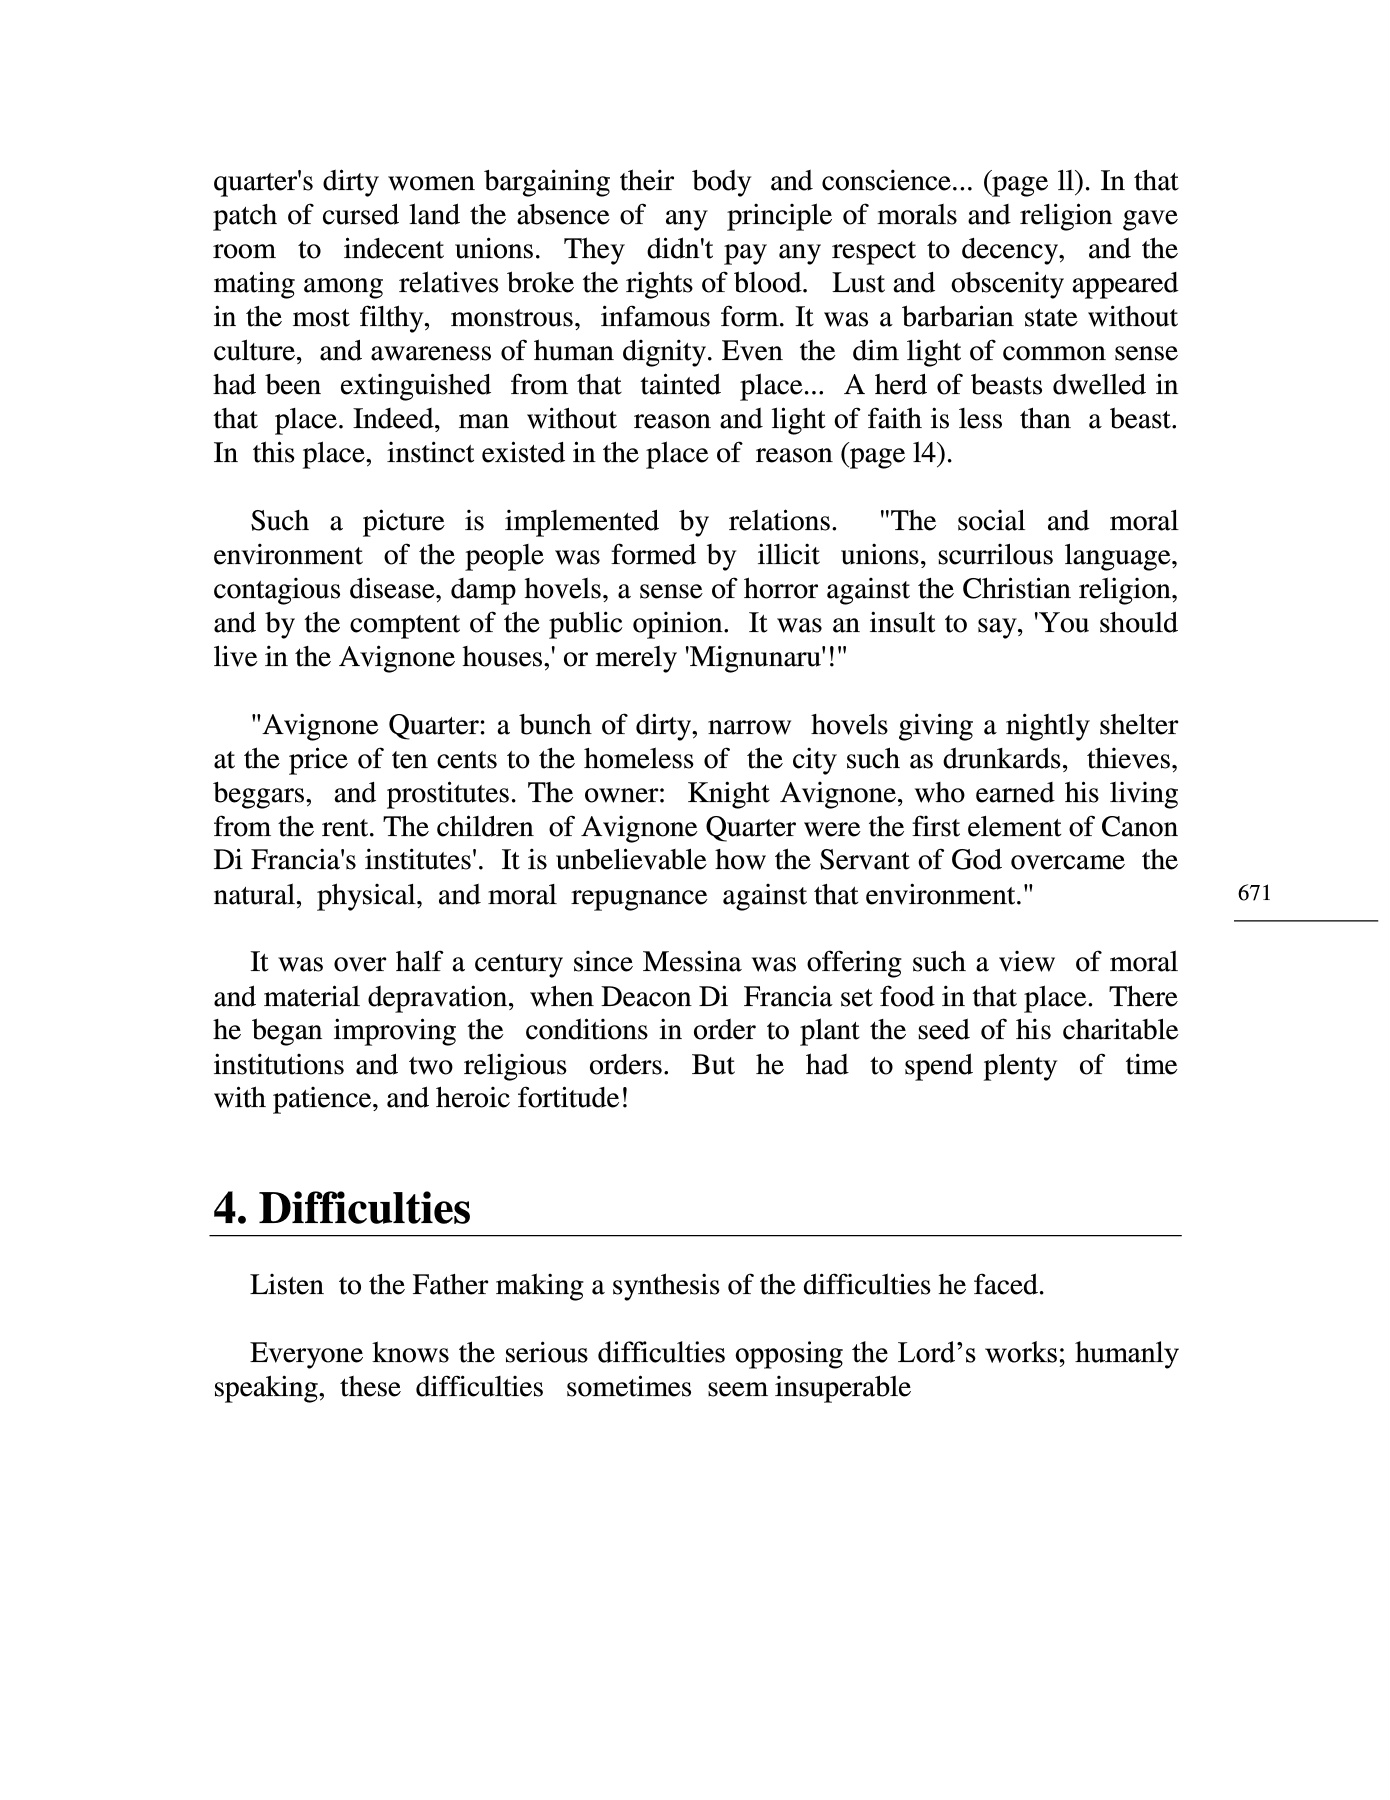 quarter's dirty women bargaining their body and conscience... (page ll). In that
patch of cursed land the absence of any principle of morals and religion gave
room to indecent unions. They didn't pay any respect to decency, and the
mating among relatives broke the rights of blood. Lust and obscenity appeared
in the most filthy, monstrous, infamous form. It was a barbarian state without
culture, and awareness of human dignity. Even the dim light of common sense
had been extinguished from that tainted place... A herd of beasts dwelled in
that place. Indeed, man without reason and light of faith is less than a beast.
In this place, instinct existed in the place of reason (page l4).
Such a picture is implemented by relations. "The social and moral
environment of the people was formed by illicit unions, scurrilous language,
contagious disease, damp hovels, a sense of horror against the Christian religion,
and by the comptent of the public opinion. It was an insult to say, 'You should
live in the Avignone houses,' or merely 'Mignunaru'!"
"Avignone Quarter: a bunch of dirty, narrow hovels giving a nightly shelter
at the price of ten cents to the homeless of the city such as drunkards, thieves,
beggars, and prostitutes. The owner: Knight Avignone, who earned his living
from the rent. The children of Avignone Quarter were the first element of Canon
Di Francia's institutes'. It is unbelievable how the Servant of God overcame the
natural, physical, and moral repugnance against that environment."
671
It was over half a century since Messina was offering such a view of moral
and material depravation, when Deacon Di Francia set food in that place. There
he began improving the conditions in order to plant the seed of his charitable
institutions and two religious orders. But he had to spend plenty of time
with patience, and heroic fortitude!
4. Difficulties
Listen to the Father making a synthesis of the difficulties he faced.
Everyone knows the serious difficulties opposing the Lord’s works; humanly
speaking, these difficulties sometimes seem insuperable